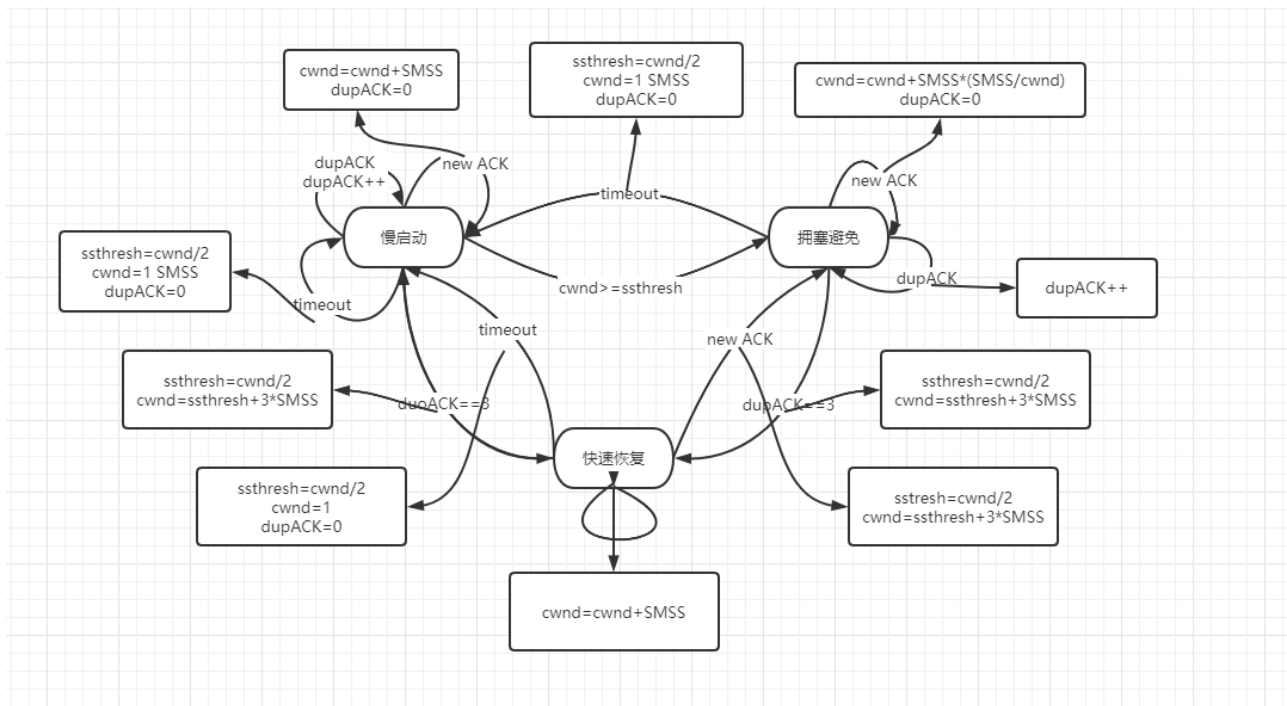 ssthresh=cwnd/2
cwnd=1 SMSS
dupACK=0
cwnd=cwnd+SMSS
dupACK=0
cwnd=cwnd+SMSS*(SMSS/cwnd)
dupACK=0
dupACK
dupACK++
new ACK
timeout
new ACK
慢启动
拥塞避免
ssthresh=cwnd/2
cwnd=1 SMSS
dupACK=0
cwnd>=ssthresh
dupACK
dupACK++
timeout
timeout
new ACK
ssthresh=cwnd/2
cwnd=ssthresh+3*SMSS
duoACK==3
dupACK==3
ssthresh=cwnd/2
cwnd=ssthresh+3*SMSS
快速恢复
ssthresh=cwnd/2
cwnd=1
dupACK=0
sstresh=cwnd/2
cwnd=ssthresh+3*SMSS
cwnd=cwnd+SMSS